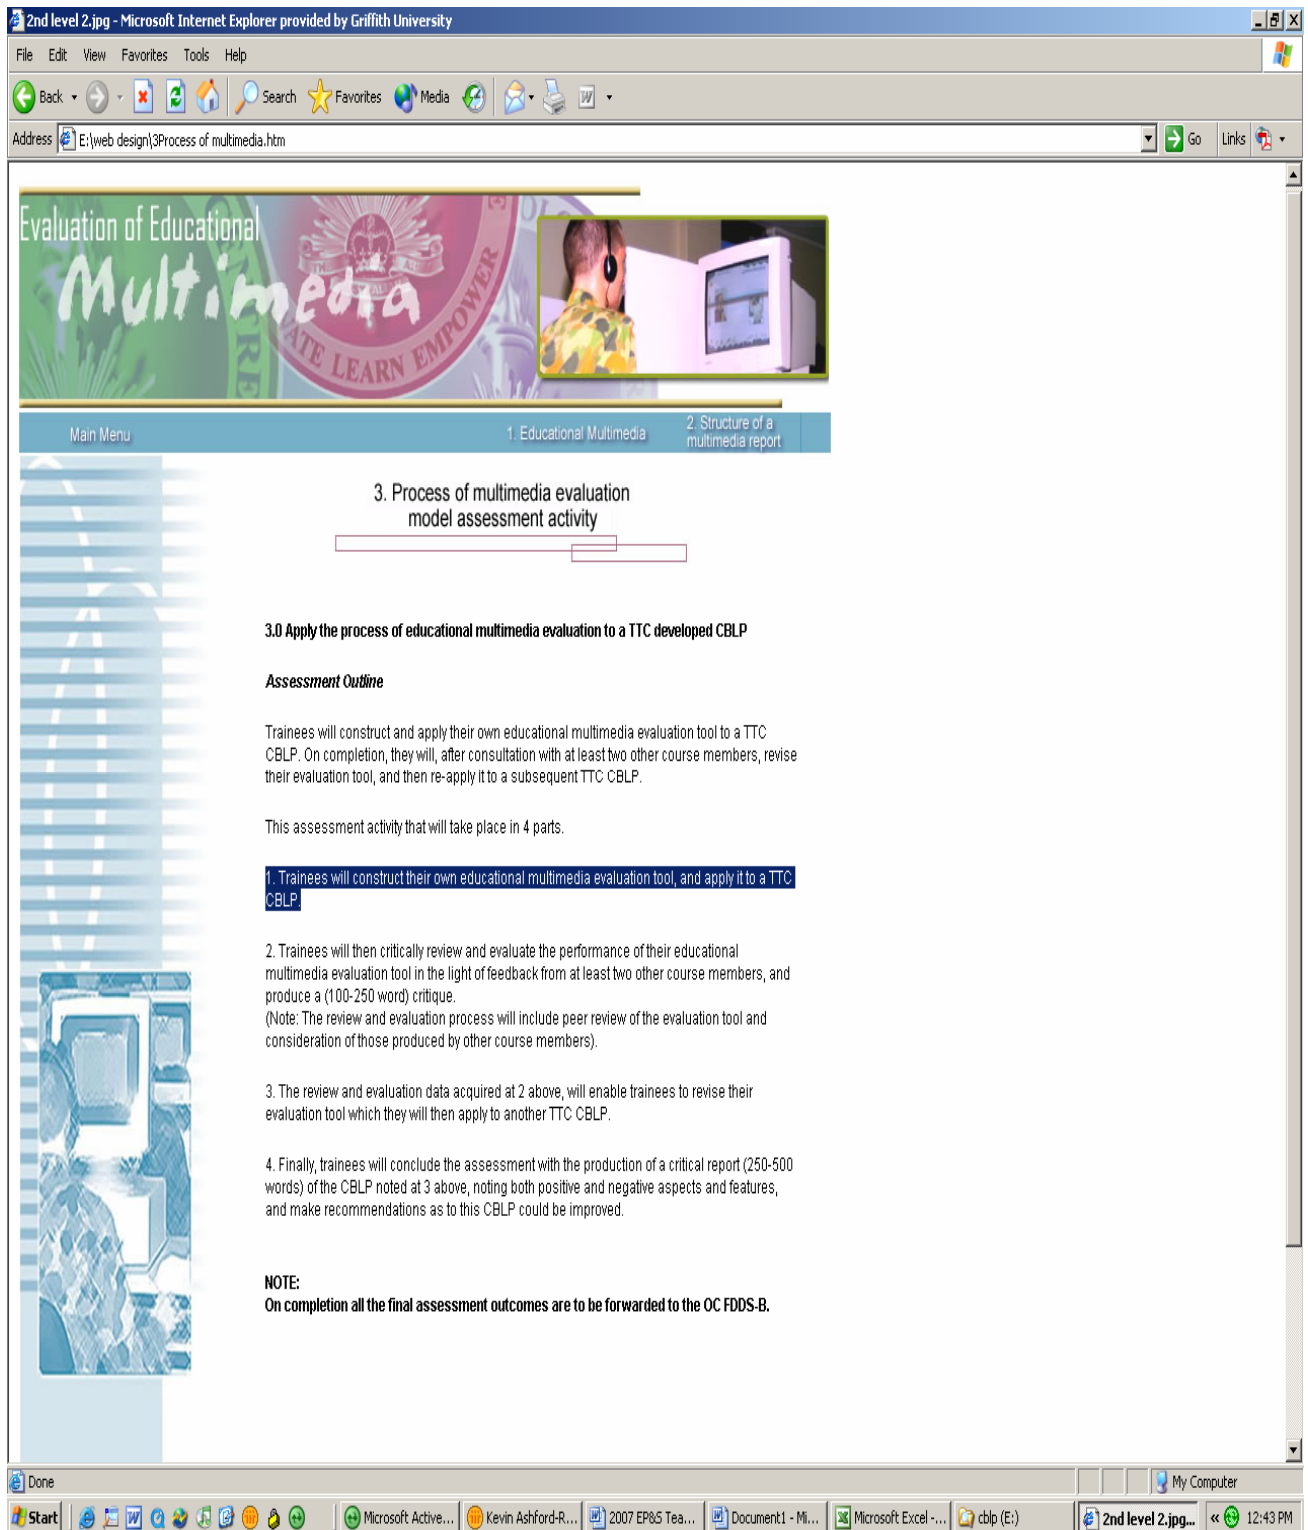 2nd level 2.jpg - Microsoft Internet Explorer provided by Griffith University
File Edit View Favorites Tools Help
Back Search Favorites Media
Address E:\web design\3Process of multimedia.htm Go Links
Evaluation of Educational
Multimedia
LEARN EMPOWER
Main Menu
1. Educational Multimedia
2. Structure of a
multimedia report
3. Process of multimedia evaluation
model assessment activity
3.0 Apply the process of educational multimedia evaluation to a TTC developed CBLP
Assessment Outline
Trainees will construct and apply their own educational multimedia evaluation tool to a TTC
CBLP. On completion, they will, after consultation with at least two other course members, revise
their evaluation tool, and then re-apply it to a subsequent TTC CBLP.
This assessment activity that will take place in 4 parts.
1. Trainees will construct their own educational multimedia evaluation tool, and apply it to a TTC
CBLP.
2. Trainees will then critically review and evaluate the performance of their educational
multimedia evaluation tool in the light of feedback from at least two other course members, and
produce a (100-250 word) critique.
(Note: The review and evaluation process will include peer review of the evaluation tool and
consideration of those produced by other course members).
3. The review and evaluation data acquired at 2 above, will enable trainees to revise their
evaluation tool which they will then apply to another TTC CBLP.
4. Finally, trainees will conclude the assessment with the production of a critical report (250-500
words) of the CBLP noted at 3 above, noting both positive and negative aspects and features,
and make recommendations as to this CBLP could be improved.
NOTE:
On completion all the final assessment outcomes are to be forwarded to the OC FDDS-B.
Done My Computer
Start Microsoft Active... Kevin Ashford-R... 2007 EP&S Tea... Document1 - Mi... Microsoft Excel -... cblp (E:) 2nd level 2.jpg... 12:43 PM